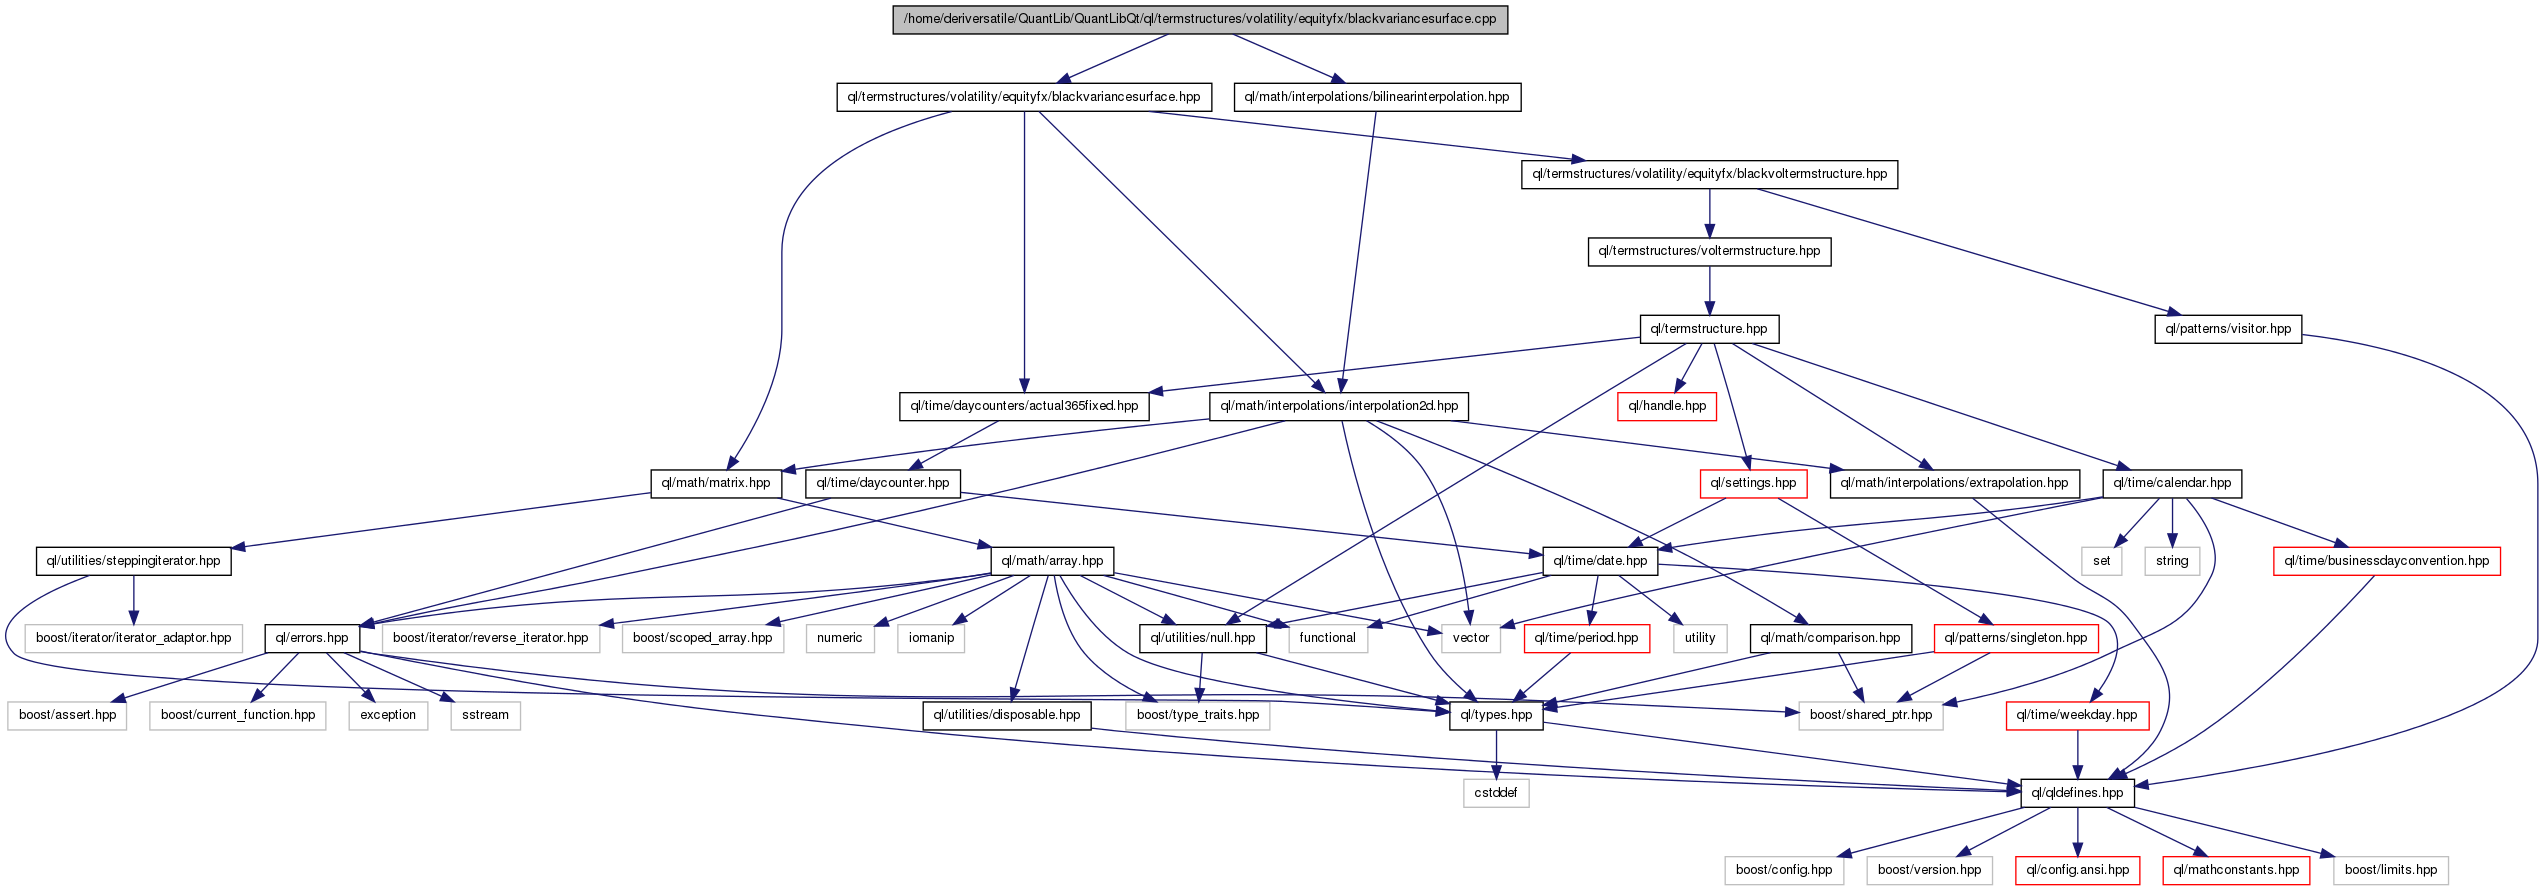 /home/deriversatile/QuantLib/QuantLibQt/ql/termstructures/volatility/equityfx/blackvariancesurface.cpp
ql/termstructures/volatility/equityfx/blackvariancesurface.hpp
ql/math/interpolations/bilinearinterpolation.hpp
ql/termstructures/volatility/equityfx/blackvoltermstructure.hpp
ql/termstructures/voltermstructure.hpp
ql/termstructure.hpp
ql/patterns/visitor.hpp
ql/time/daycounters/actual365fixed.hpp
ql/math/interpolations/interpolation2d.hpp
ql/handle.hpp
ql/math/matrix.hpp
ql/time/daycounter.hpp
ql/settings.hpp
ql/math/interpolations/extrapolation.hpp
ql/time/calendar.hpp
ql/utilities/steppingiterator.hpp
ql/math/array.hpp
ql/time/date.hpp
set
string
ql/time/businessdayconvention.hpp
boost/iterator/iterator_adaptor.hpp
ql/errors.hpp
boost/iterator/reverse_iterator.hpp
boost/scoped_array.hpp
numeric
iomanip
ql/utilities/null.hpp
functional
vector
ql/time/period.hpp
utility
ql/math/comparison.hpp
ql/patterns/singleton.hpp
boost/assert.hpp
boost/current_function.hpp
exception
sstream
ql/utilities/disposable.hpp
boost/type_traits.hpp
ql/types.hpp
boost/shared_ptr.hpp
ql/time/weekday.hpp
cstddef
ql/qldefines.hpp
boost/config.hpp
boost/version.hpp
ql/config.ansi.hpp
ql/mathconstants.hpp
boost/limits.hpp